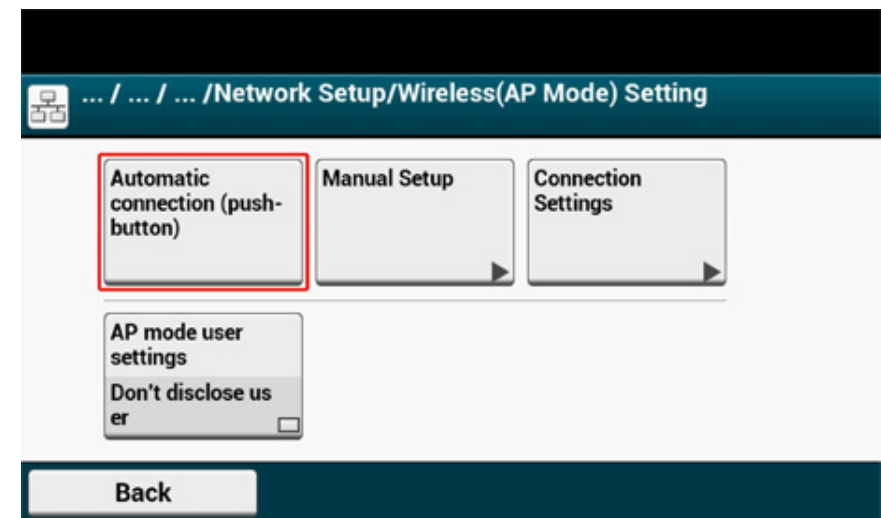 ... / ... / ... /Network Setup/Wireless(AP Mode) Setting
Automatic
connection (push-
button)
Manual Setup
Connection
Settings
AP mode user
settings
Don't disclose us
er
Back